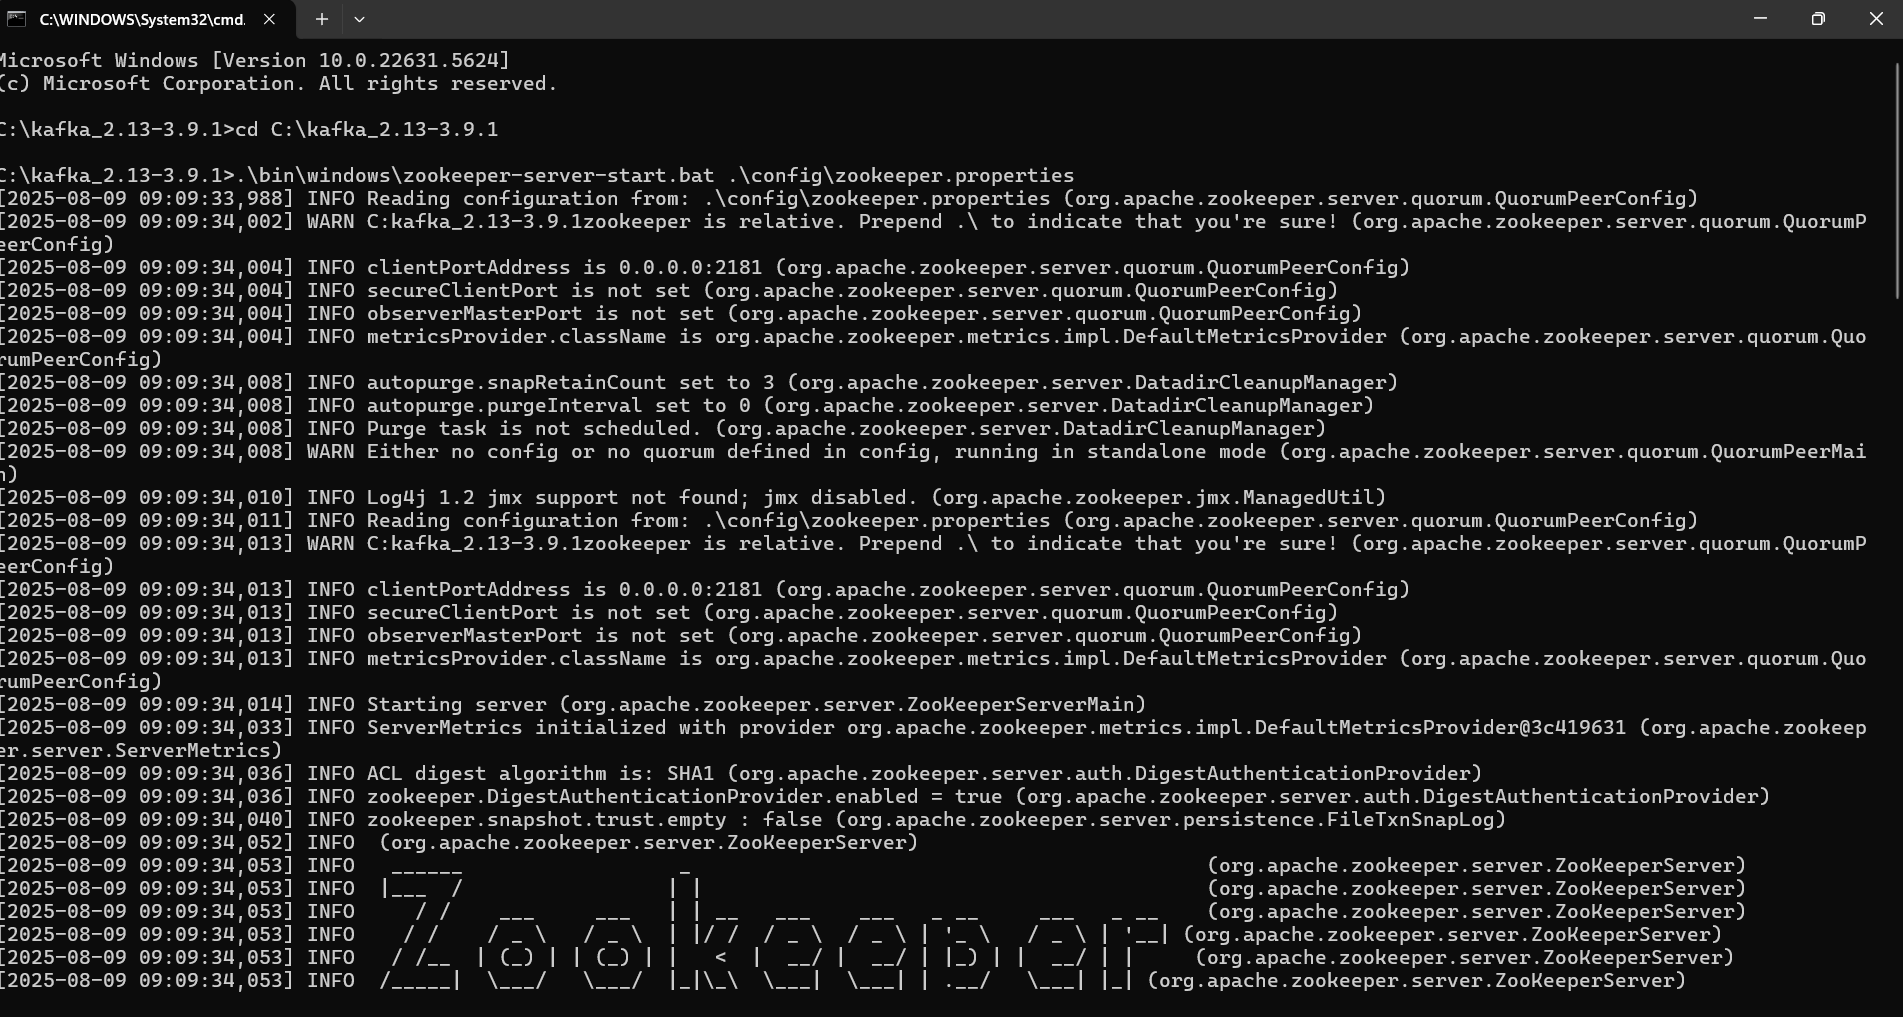 C:\WINDOWS\System32\cmd.
Microsoft Windows [Version 10.0.22631.5624]
(c) Microsoft Corporation. All rights reserved.
C:\kafka_2.13-3.9.1>cd C:\kafka_2.13-3.9.1
C:\kafka_2.13-3.9.1>.\bin\windows\zookeeper-server-start.bat .\config\zookeeper.properties
[2025-08-09 09:09:33,988] INFO Reading configuration from: .\config\zookeeper.properties (org.apache.zookeeper.server.quorum.QuorumPeerConfig)
[2025-08-09 09:09:34,002] WARN C:kafka_2.13-3.9.1zookeeper is relative. Prepend .\ to indicate that you're sure! (org.apache.zookeeper.server.quorum.QuorumP
eerConfig)
[2025-08-09 09:09:34,004] INFO clientPortAddress is 0.0.0.0:2181 (org.apache.zookeeper.server.quorum.QuorumPeerConfig)
[2025-08-09 09:09:34,004] INFO secureClientPort is not set (org.apache.zookeeper.server.quorum.QuorumPeerConfig)
[2025-08-09 09:09:34,004] INFO observerMasterPort is not set (org.apache.zookeeper.server.quorum.QuorumPeerConfig)
[2025-08-09 09:09:34,004] INFO metricsProvider.className is org.apache.zookeeper.metrics.impl.DefaultMetricsProvider (org.apache.zookeeper.server.quorum.Quo
rumPeerConfig)
[2025-08-09 09:09:34,008] INFO autopurge.snapRetainCount set to 3 (org.apache.zookeeper.server.DatadirCleanupManager)
[2025-08-09 09:09:34,008] INFO autopurge.purgeInterval set to 0 (org.apache.zookeeper.server.DatadirCleanupManager)
[2025-08-09 09:09:34,008] INFO Purge task is not scheduled. (org.apache.zookeeper.server.DatadirCleanupManager)
[2025-08-09 09:09:34,008] WARN Either no config or no quorum defined in config, running in standalone mode (org.apache.zookeeper.server.quorum.QuorumPeerMai
n)
[2025-08-09 09:09:34,010] INFO Log4j 1.2 jmx support not found; jmx disabled. (org.apache.zookeeper.jmx.ManagedUtil)
[2025-08-09 09:09:34,011] INFO Reading configuration from: .\config\zookeeper.properties (org.apache.zookeeper.server.quorum.QuorumPeerConfig)
[2025-08-09 09:09:34,013] WARN C:kafka_2.13-3.9.1zookeeper is relative. Prepend .\ to indicate that you're sure! (org.apache.zookeeper.server.quorum.QuorumP
eerConfig)
[2025-08-09 09:09:34,013] INFO clientPortAddress is 0.0.0.0:2181 (org.apache.zookeeper.server.quorum.QuorumPeerConfig)
[2025-08-09 09:09:34,013] INFO secureClientPort is not set (org.apache.zookeeper.server.quorum.QuorumPeerConfig)
[2025-08-09 09:09:34,013] INFO observerMasterPort is not set (org.apache.zookeeper.server.quorum.QuorumPeerConfig)
[2025-08-09 09:09:34,013] INFO metricsProvider.className is org.apache.zookeeper.metrics.impl.DefaultMetricsProvider (org.apache.zookeeper.server.quorum.Quo
rumPeerConfig)
[2025-08-09 09:09:34,014] INFO Starting server (org.apache.zookeeper.server.ZooKeeperServerMain)
[2025-08-09 09:09:34,033] INFO ServerMetrics initialized with provider org.apache.zookeeper.metrics.impl.DefaultMetricsProvider@3c419631 (org.apache.zookeep
er.server.ServerMetrics)
[2025-08-09 09:09:34,036] INFO ACL digest algorithm is: SHA1 (org.apache.zookeeper.server.auth.DigestAuthenticationProvider)
[2025-08-09 09:09:34,036] INFO zookeeper.DigestAuthenticationProvider.enabled = true (org.apache.zookeeper.server.auth.DigestAuthenticationProvider)
[2025-08-09 09:09:34,040] INFO zookeeper.snapshot.trust.empty : false (org.apache.zookeeper.server.persistence.FileTxnSnapLog)
[2025-08-09 09:09:34,052] INFO  (org.apache.zookeeper.server.ZooKeeperServer)
[2025-08-09 09:09:34,053] INFO   ______                  _                                           (org.apache.zookeeper.server.ZooKeeperServer)
[2025-08-09 09:09:34,053] INFO  |___  /                 | |                                          (org.apache.zookeeper.server.ZooKeeperServer)
[2025-08-09 09:09:34,053] INFO     / /    ___     ___   | | __   ___    ___   _ __     ___   _ __    (org.apache.zookeeper.server.ZooKeeperServer)
[2025-08-09 09:09:34,053] INFO    / /    / _ \   / _ \  | |/ /  / _ \  / _ \ | '_ \   / _ \ | '__| (org.apache.zookeeper.server.ZooKeeperServer)
[2025-08-09 09:09:34,053] INFO   / /__  | (_) | | (_) | |   <  |  __/ |  __/ | |_) | |  __/ | |     (org.apache.zookeeper.server.ZooKeeperServer)
[2025-08-09 09:09:34,053] INFO  /_____|  \___/   \___/  |_|\_\  \___|  \___| | .__/   \___| |_| (org.apache.zookeeper.server.ZooKeeperServer)